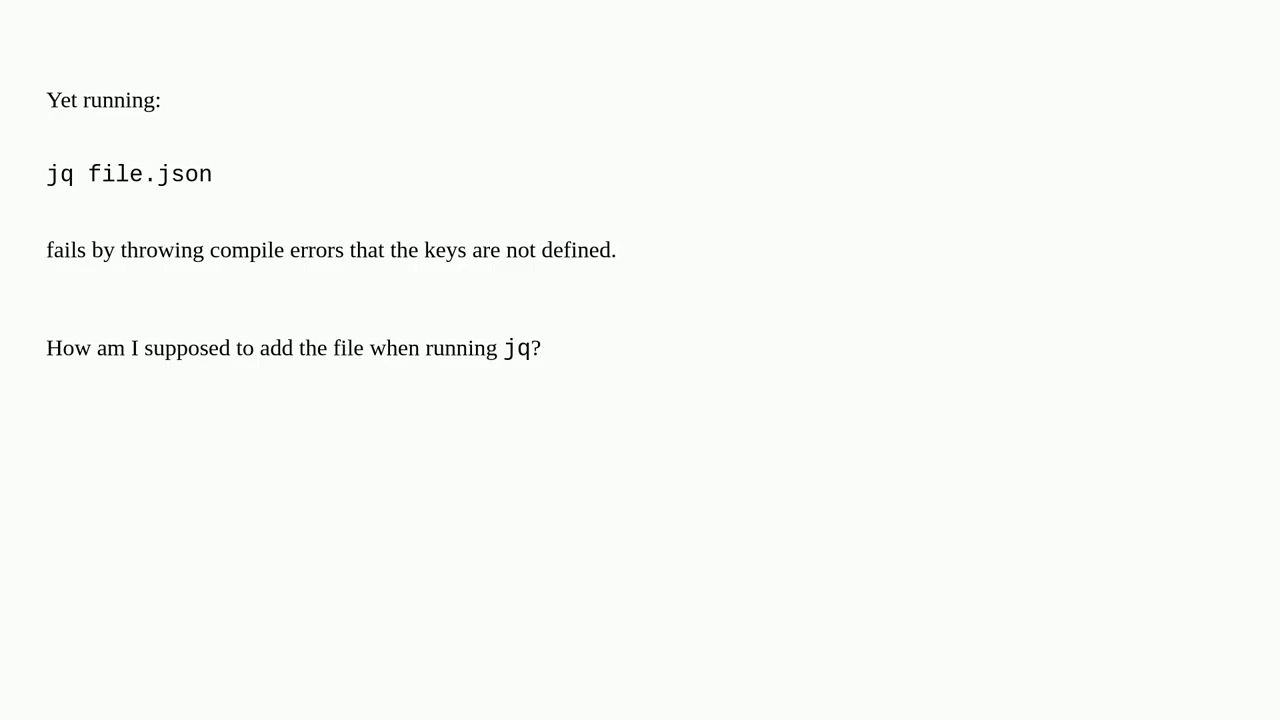 Yet running:
jq file.json
fails by throwing compile errors that the keys are not defined.
How am I supposed to add the file when running jq?